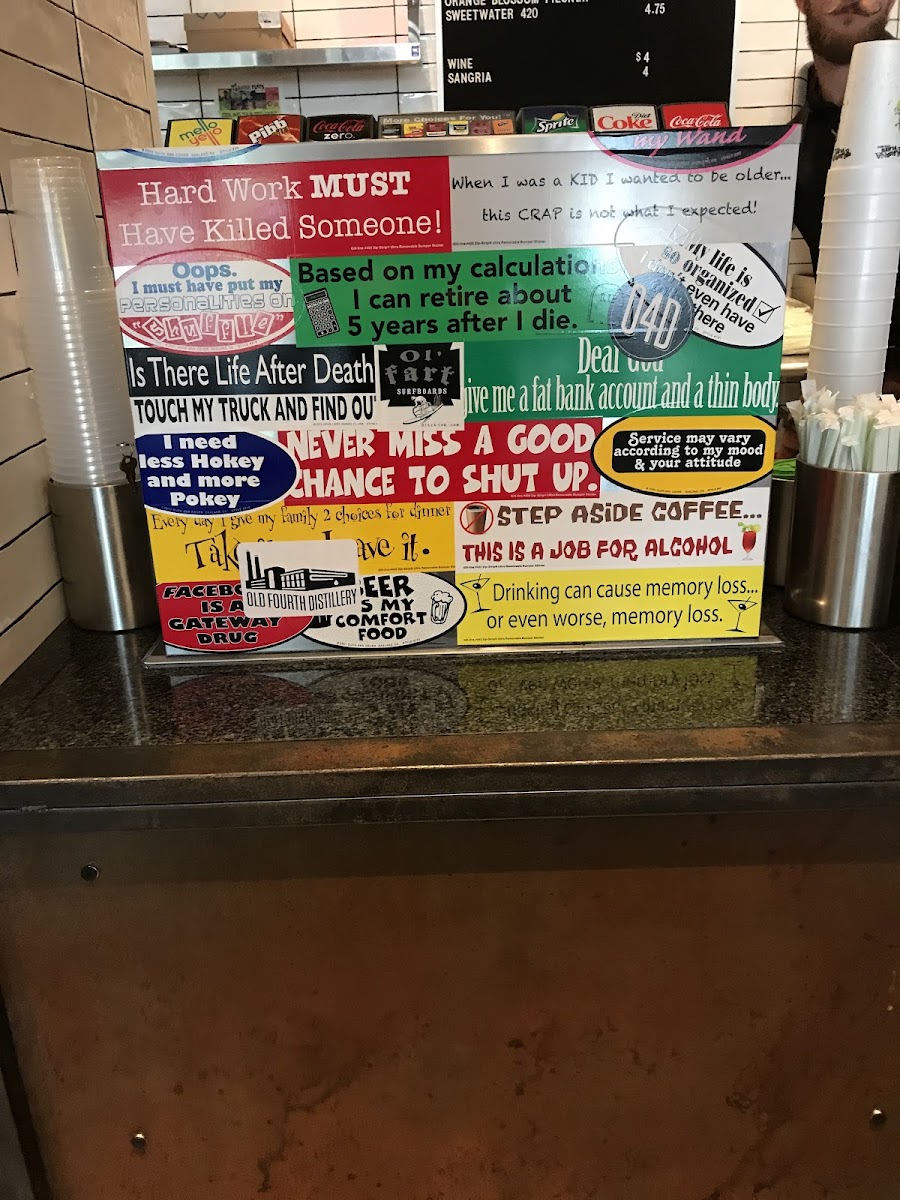 ORANGE BLOSSOM PILSNER
SWEETWATER 420 4.75
WINE $4
SANGRIA 4
mello yello
Pibb
Coca-Cola zero
More Choices For You!
Sprite
Diet Coke
Coca-Cola
my Wand
Hard Work MUST
Have Killed Someone!
When I was a KID I wanted to be older...
this CRAP is not what I expected!
Oops.
I must have put my
PERSONALITIES ON
"Shuffle"
Based on my calculations
I can retire about
5 years after I die.
My life is
so organized
I don't even have
there
O4D
Is There Life After Death
TOUCH MY TRUCK AND FIND OU
Ol'
fart
SURFBOARDS
Dear God
give me a fat bank account and a thin body
I need
less Hokey
and more
Pokey
NEVER MISS A GOOD
CHANCE TO SHUT UP.
Service may vary
according to my mood
& your attitude
Every day I give my family 2 choices for dinner
Tak ave it.
STEP ASIDE COFFEE...
THIS IS A JOB FOR ALCOHOL
FACEBO
IS A
GATEWAY
DRUG
OLD FOURTH DISTILLERY
BEER
IS MY
COMFORT
FOOD
Drinking can cause memory loss...
or even worse, memory loss.